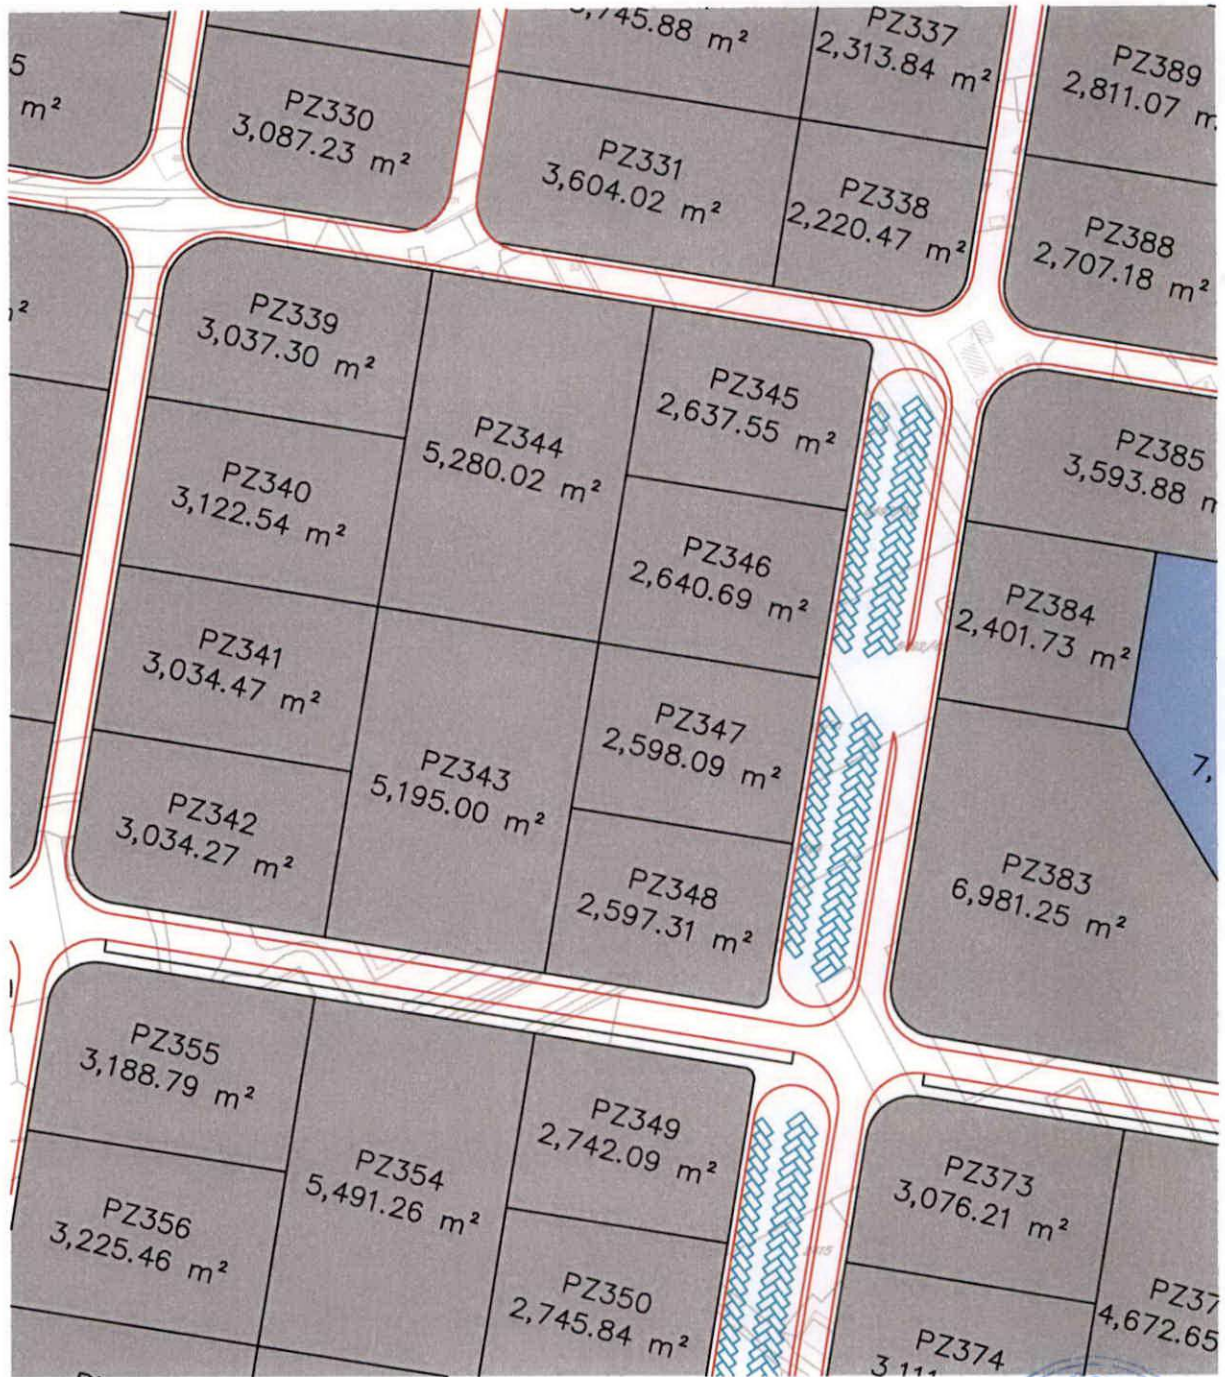 5
m²
PZ330
3,087.23 m²
745.88 m²
PZ337
2,313.84 m²
PZ389
2,811.07 m
PZ331
3,604.02 m²
PZ338
2,220.47 m²
PZ388
2,707.18 m²
PZ339
3,037.30 m²
PZ344
5,280.02 m²
PZ345
2,637.55 m²
PZ385
3,593.88 m
PZ340
3,122.54 m²
PZ346
2,640.69 m²
PZ384
2,401.73 m²
PZ341
3,034.47 m²
PZ343
5,195.00 m²
PZ347
2,598.09 m²
7,
PZ342
3,034.27 m²
PZ348
2,597.31 m²
PZ383
6,981.25 m²
PZ355
3,188.79 m²
PZ354
5,491.26 m²
PZ349
2,742.09 m²
PZ373
3,076.21 m²
PZ356
3,225.46 m²
PZ350
2,745.84 m²
PZ37
4,672.65
PZ374
3,111